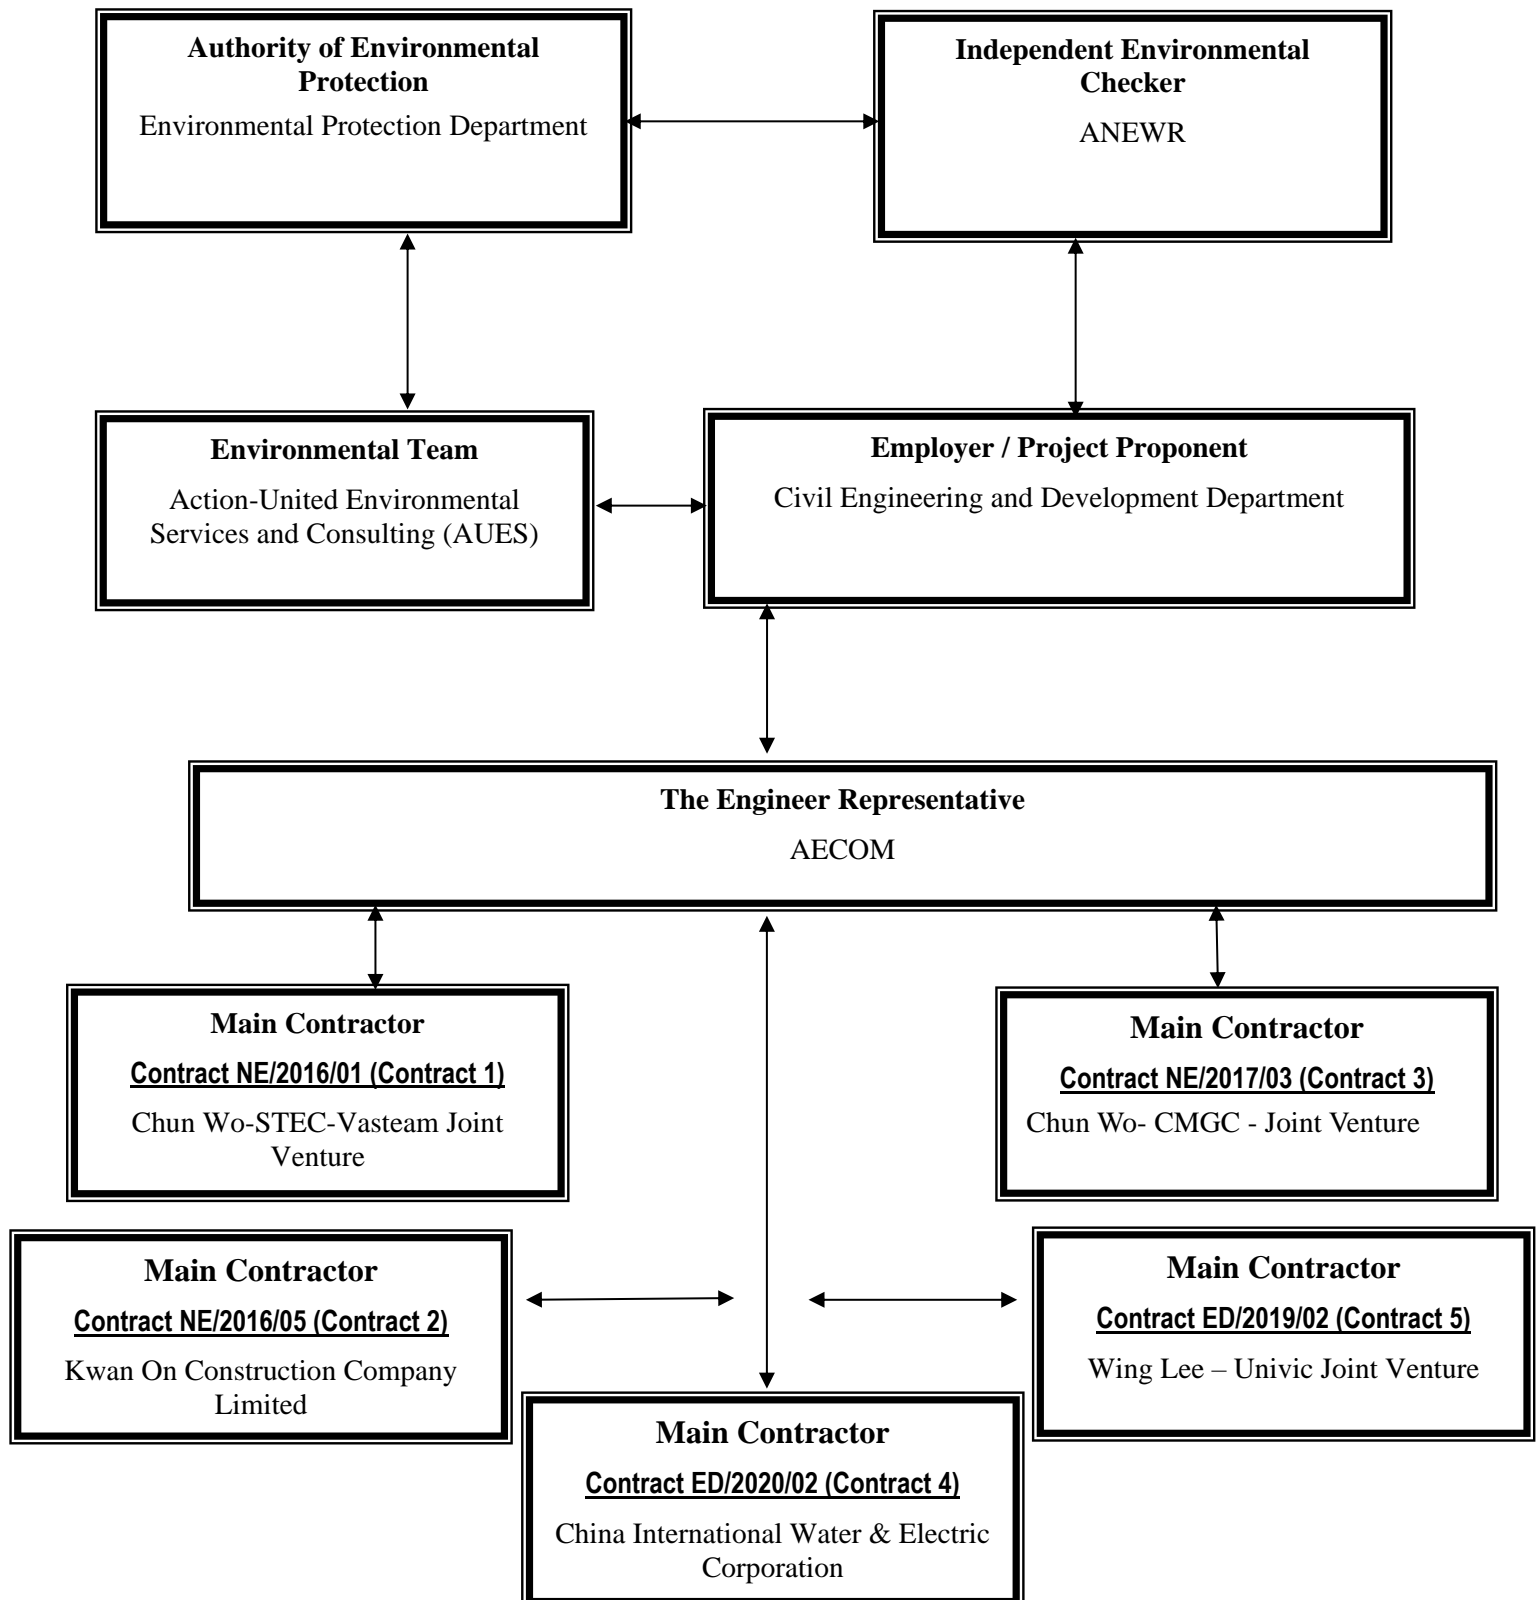 Authority of Environmental
Protection
Environmental Protection Department
Independent Environmental
Checker
ANEWR
Environmental Team
Action-United Environmental
Services and Consulting (AUES)
Employer / Project Proponent
Civil Engineering and Development Department
The Engineer Representative
AECOM
Main Contractor
Contract NE/2016/01 (Contract 1)
Chun Wo-STEC-Vasteam Joint
Venture
Main Contractor
Contract NE/2017/03 (Contract 3)
Chun Wo- CMGC - Joint Venture
Main Contractor
Contract NE/2016/05 (Contract 2)
Kwan On Construction Company
Limited
Main Contractor
Contract ED/2019/02 (Contract 5)
Wing Lee – Univic Joint Venture
Main Contractor
Contract ED/2020/02 (Contract 4)
China International Water & Electric
Corporation